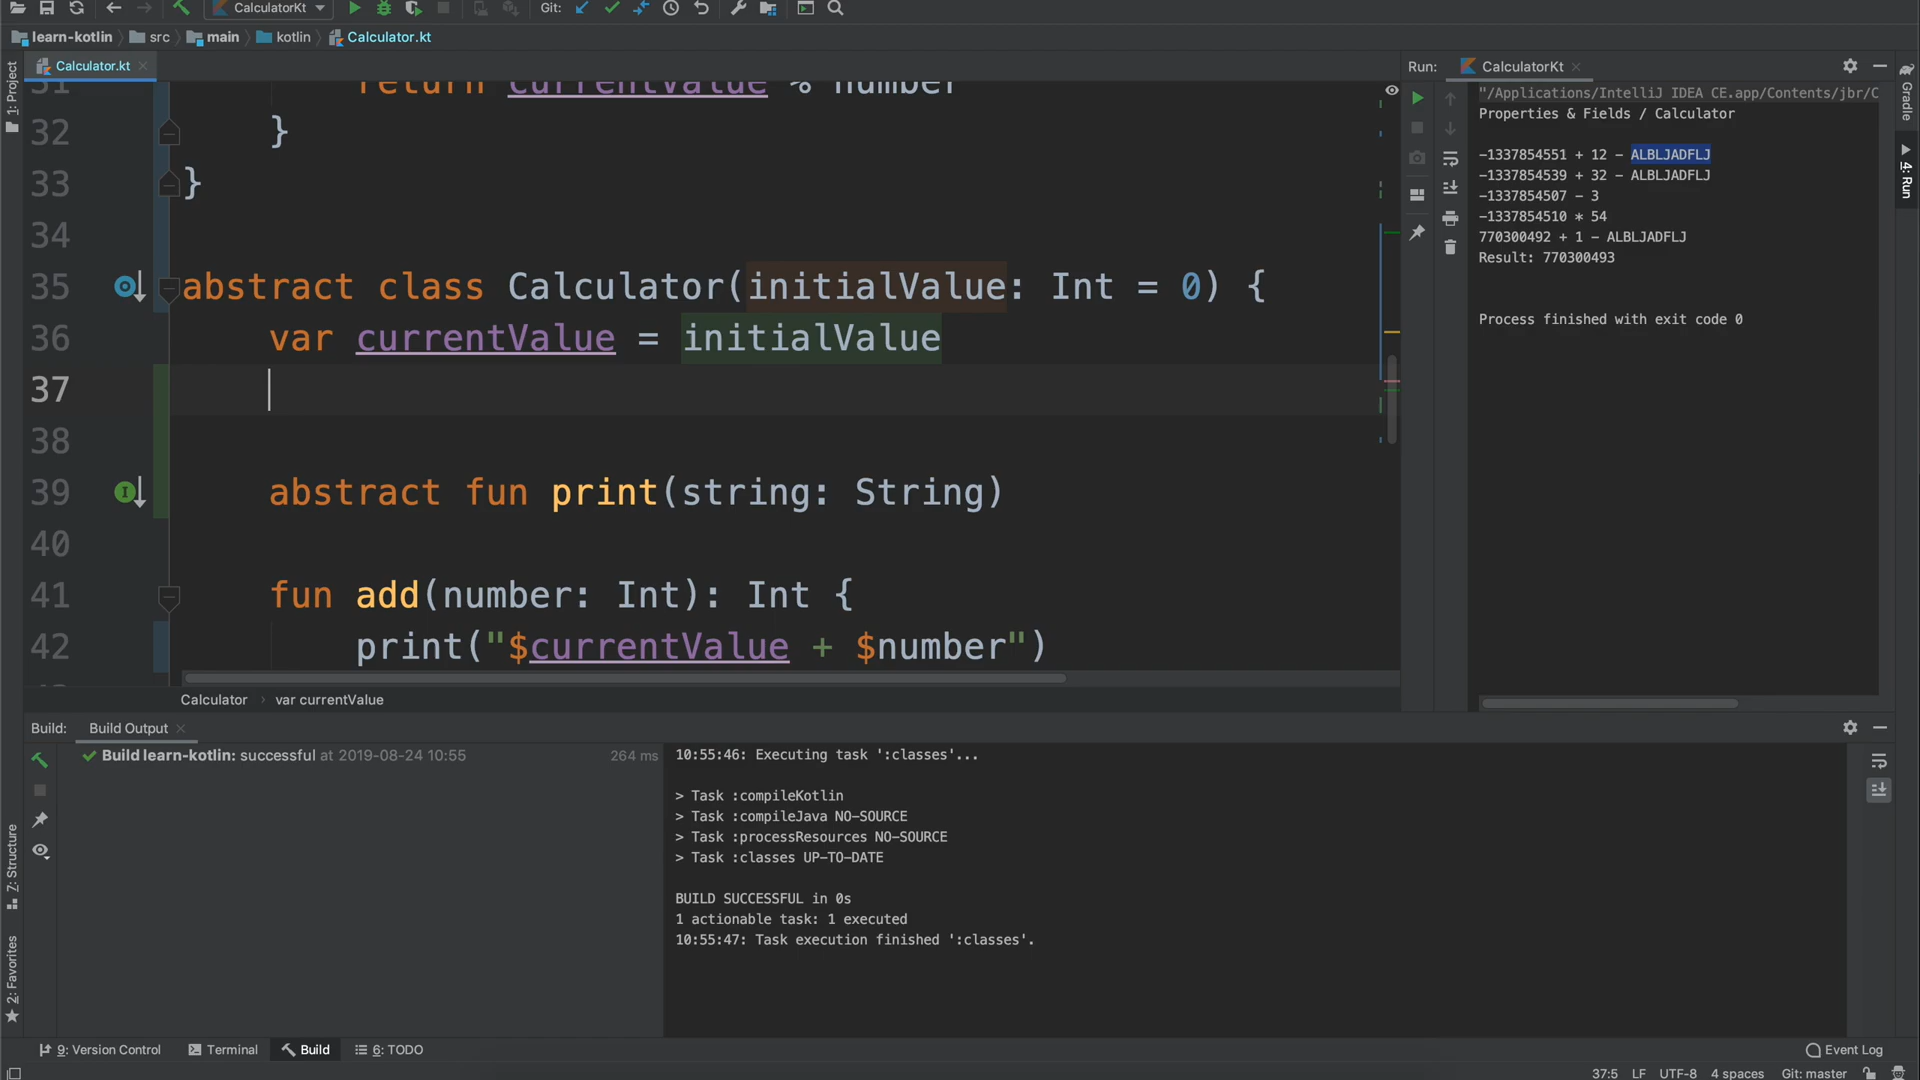 CalculatorKt
Git:
learn-kotlin src main kotlin Calculator.kt
1: Project
Calculator.kt
31 return currentValue % number
32 }
33 }
34
35 abstract class Calculator(initialValue: Int = 0) {
36 var currentValue = initialValue
37
38
39 abstract fun print(string: String)
40
41 fun add(number: Int): Int {
42 print("$currentValue + $number")
Calculator var currentValue
Run: CalculatorKt
"/Applications/IntelliJ IDEA CE.app/Contents/jbr/C
Properties & Fields / Calculator
-1337854551 + 12 - ALBLJADFLJ
-1337854539 + 32 - ALBLJADFLJ
-1337854507 - 3
-1337854510 * 54
770300492 + 1 - ALBLJADFLJ
Result: 770300493
Process finished with exit code 0
Gradle
4: Run
Build: Build Output
Build learn-kotlin: successful at 2019-08-24 10:55 264 ms
10:55:46: Executing task ':classes'...
> Task :compileKotlin
> Task :compileJava NO-SOURCE
> Task :processResources NO-SOURCE
> Task :classes UP-TO-DATE
BUILD SUCCESSFUL in 0s
1 actionable task: 1 executed
10:55:47: Task execution finished ':classes'.
Z: Structure
2: Favorites
9: Version Control Terminal Build 6: TODO Event Log
37:5 LF UTF-8 4 spaces Git: master